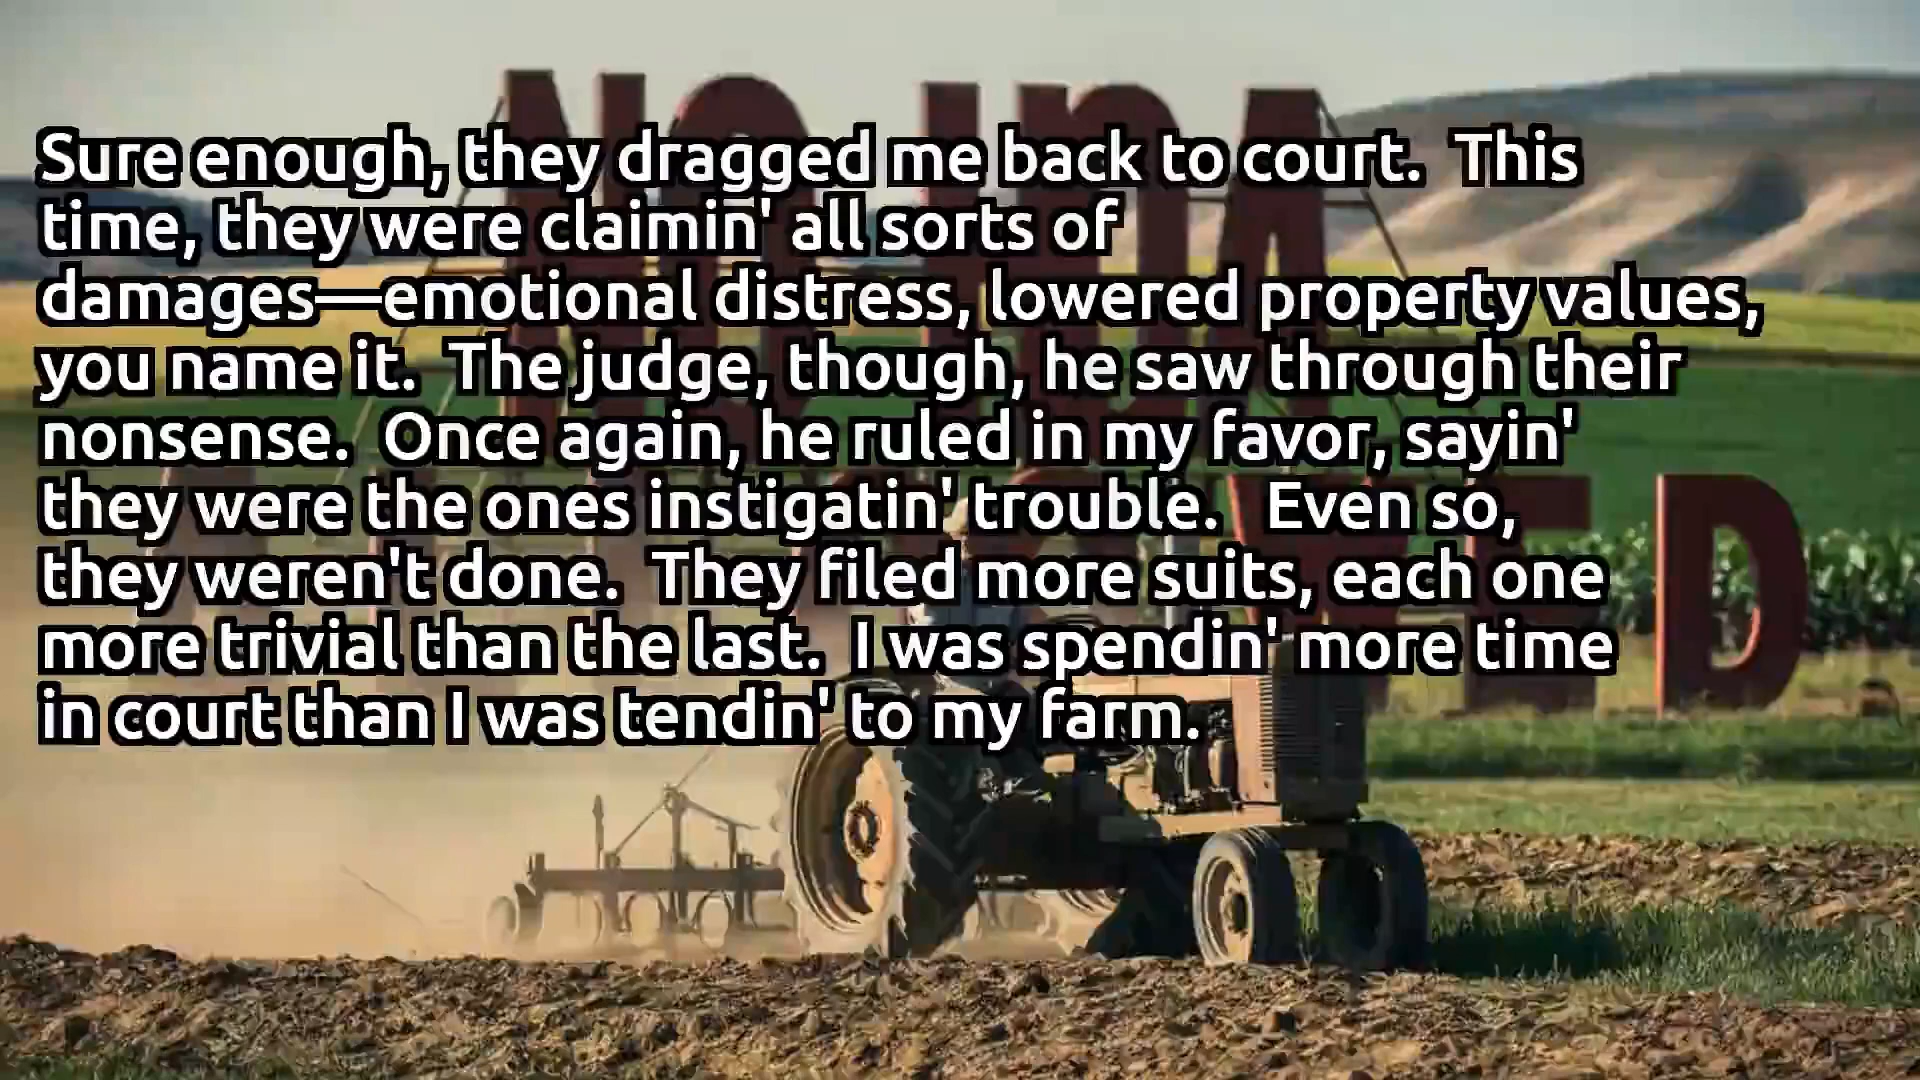 NO HOA
Sure enough, they dragged me back to court.  This
time, they were claimin' all sorts of
damages—emotional distress, lowered property values,
you name it.  The judge, though, he saw through their
nonsense.  Once again, he ruled in my favor, sayin'
they were the ones instigatin' trouble.   Even so,
they weren't done.  They filed more suits, each one
more trivial than the last.  I was spendin' more time
in court than I was tendin' to my farm.